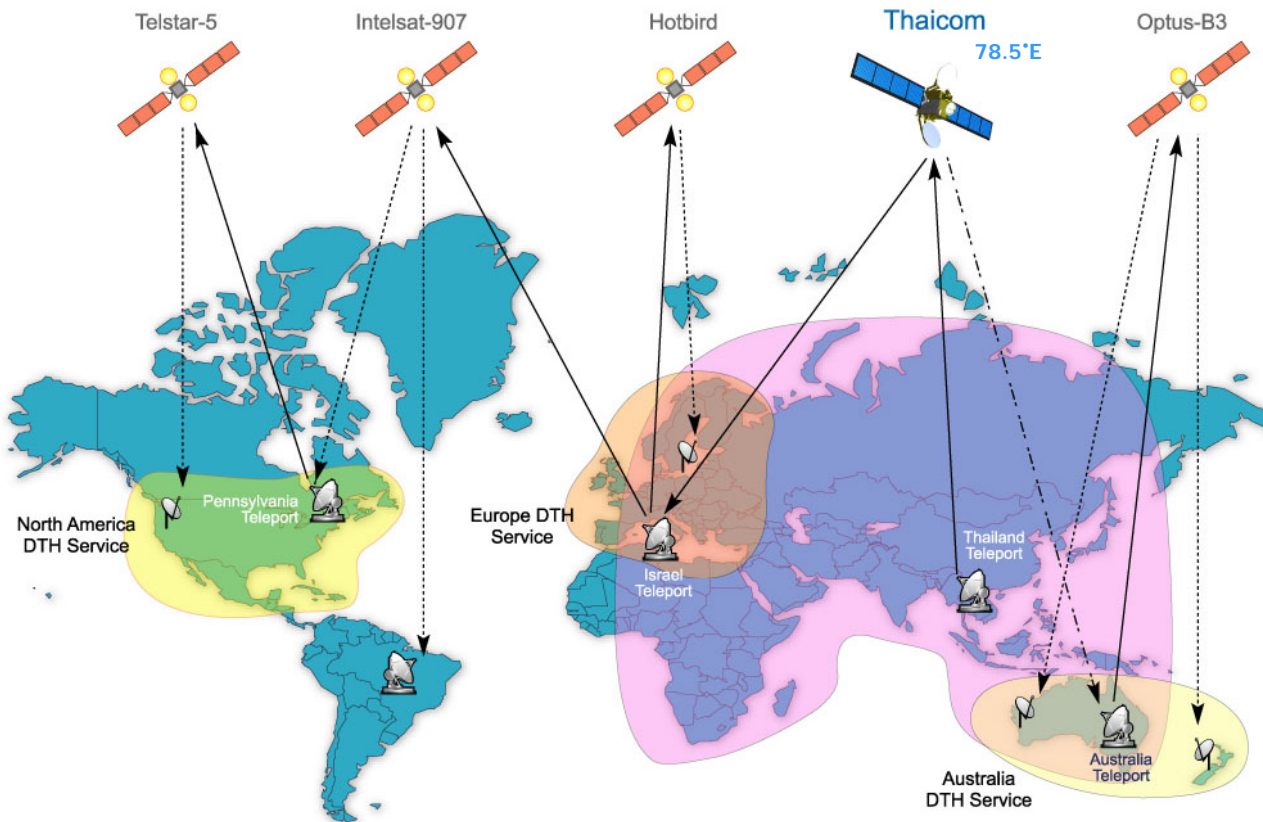 Telstar-5
Intelsat-907
Hotbird
Thaicom
78.5°E
Optus-B3
Pennsylvania
Teleport
North America
DTH Service
Europe DTH
Service
Israel
Teleport
Thailand
Teleport
Australia
Teleport
Australia
DTH Service